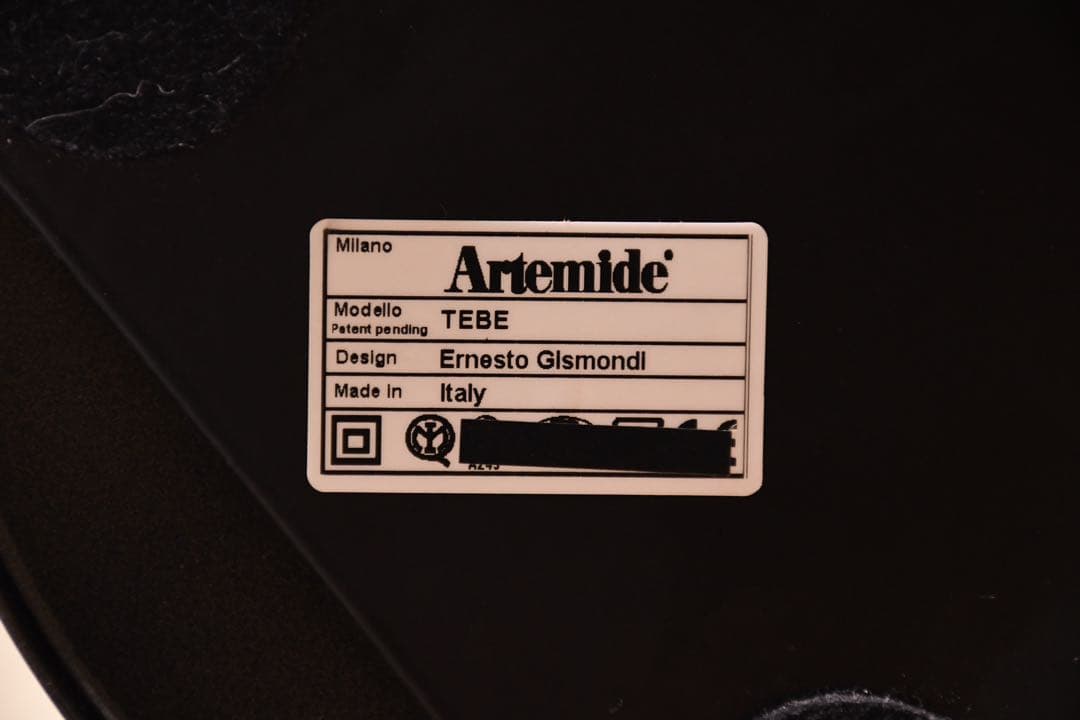 Milano
Artemide
Modello TEBE
Patent pending
Design Ernesto Gismondi
Made in Italy